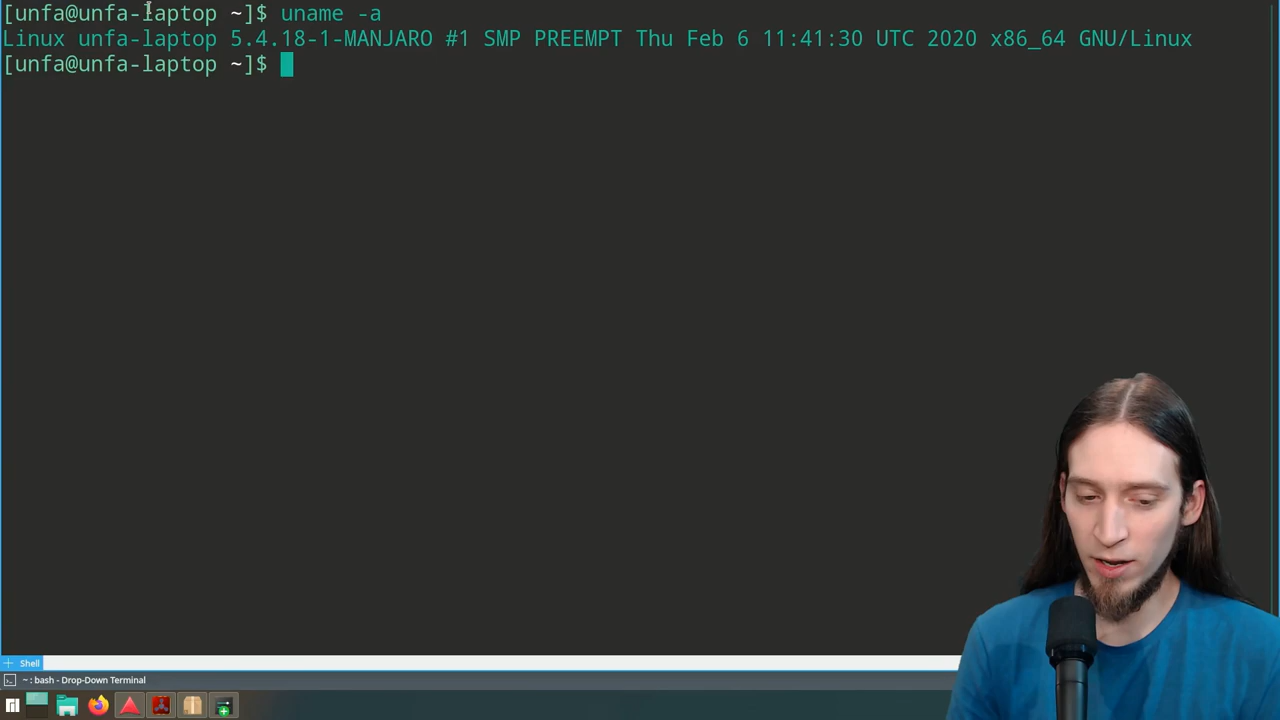 [unfa@unfa-laptop ~]$ uname -a
Linux unfa-laptop 5.4.18-1-MANJARO #1 SMP PREEMPT Thu Feb 6 11:41:30 UTC 2020 x86_64 GNU/Linux
[unfa@unfa-laptop ~]$
Shell
~ : bash - Drop-Down Terminal